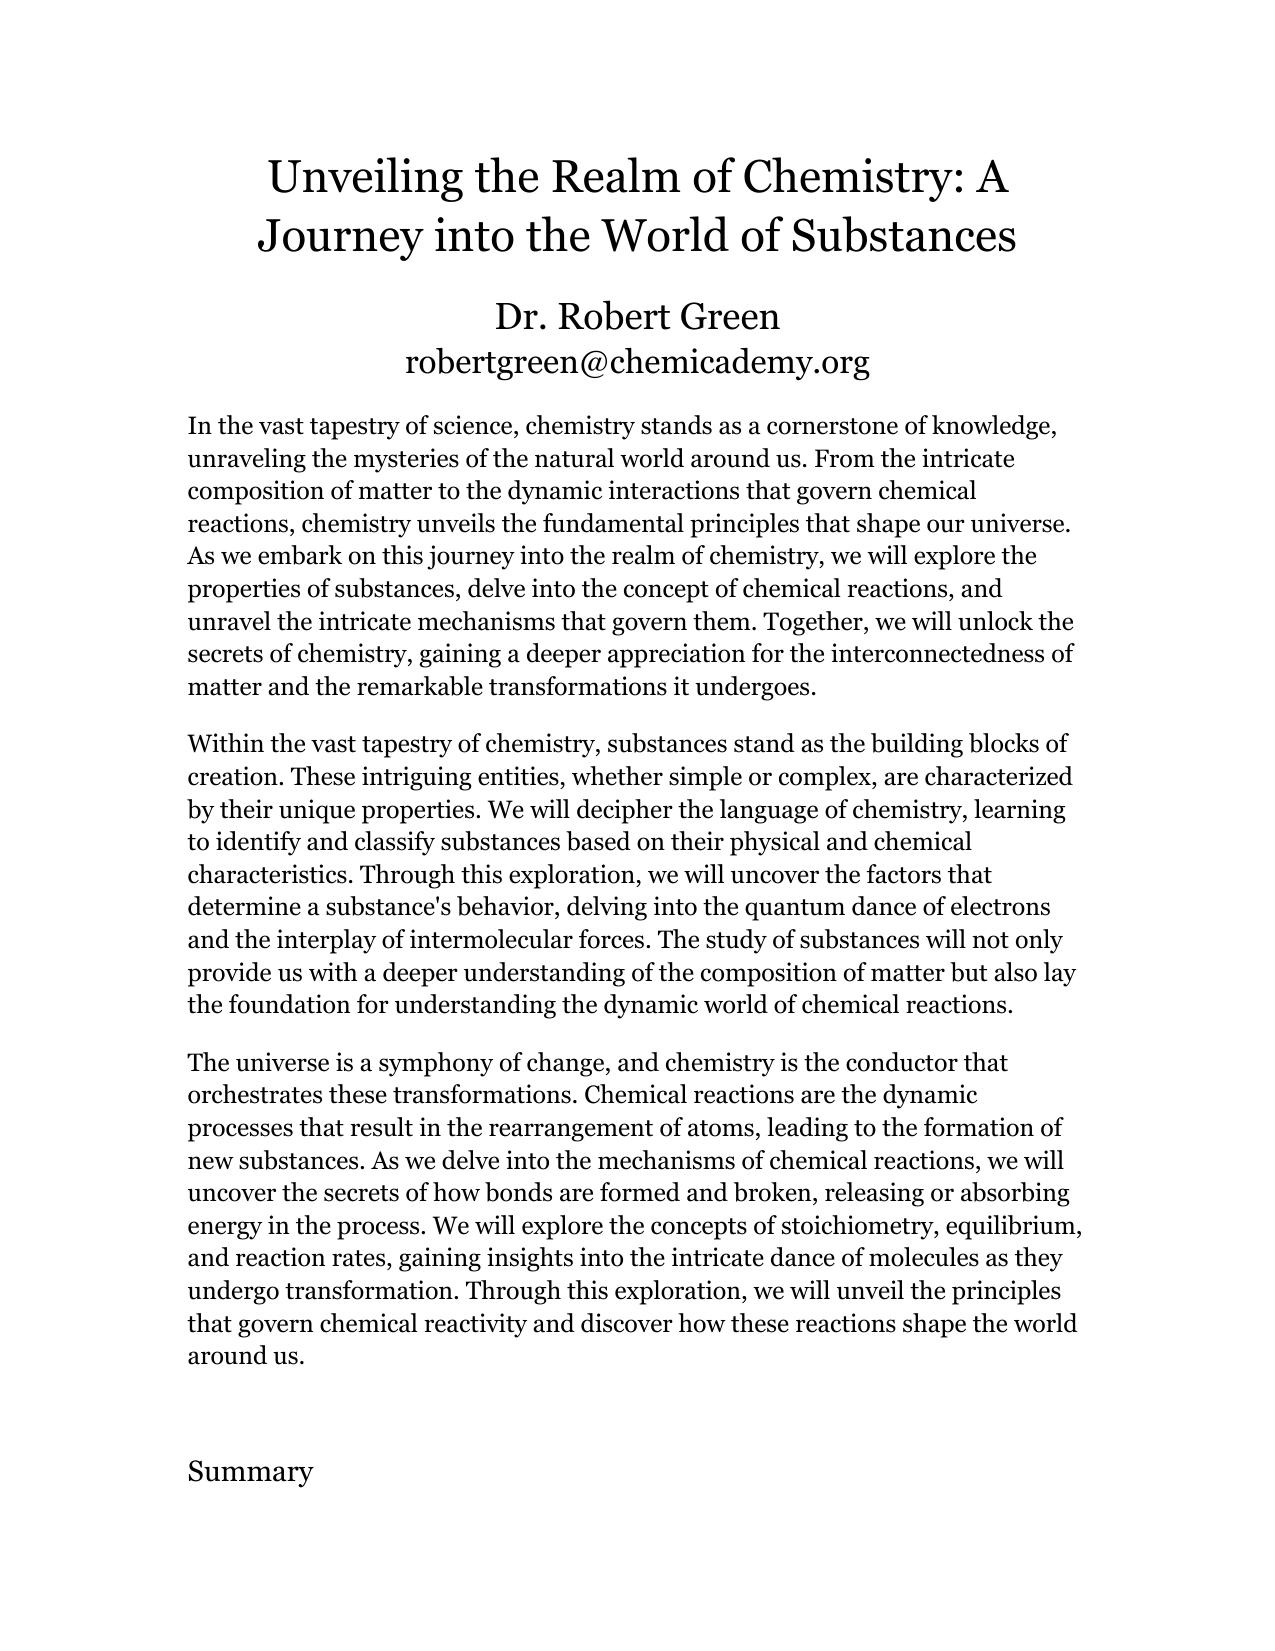 Unveiling the Realm of Chemistry: A
Journey into the World of Substances
Dr. Robert Green
robertgreen@chemicademy.org
In the vast tapestry of science, chemistry stands as a cornerstone of knowledge,
unraveling the mysteries of the natural world around us. From the intricate
composition of matter to the dynamic interactions that govern chemical
reactions, chemistry unveils the fundamental principles that shape our universe.
As we embark on this journey into the realm of chemistry, we will explore the
properties of substances, delve into the concept of chemical reactions, and
unravel the intricate mechanisms that govern them. Together, we will unlock the
secrets of chemistry, gaining a deeper appreciation for the interconnectedness of
matter and the remarkable transformations it undergoes.
Within the vast tapestry of chemistry, substances stand as the building blocks of
creation. These intriguing entities, whether simple or complex, are characterized
by their unique properties. We will decipher the language of chemistry, learning
to identify and classify substances based on their physical and chemical
characteristics. Through this exploration, we will uncover the factors that
determine a substance's behavior, delving into the quantum dance of electrons
and the interplay of intermolecular forces. The study of substances will not only
provide us with a deeper understanding of the composition of matter but also lay
the foundation for understanding the dynamic world of chemical reactions.
The universe is a symphony of change, and chemistry is the conductor that
orchestrates these transformations. Chemical reactions are the dynamic
processes that result in the rearrangement of atoms, leading to the formation of
new substances. As we delve into the mechanisms of chemical reactions, we will
uncover the secrets of how bonds are formed and broken, releasing or absorbing
energy in the process. We will explore the concepts of stoichiometry, equilibrium,
and reaction rates, gaining insights into the intricate dance of molecules as they
undergo transformation. Through this exploration, we will unveil the principles
that govern chemical reactivity and discover how these reactions shape the world
around us.
Summary